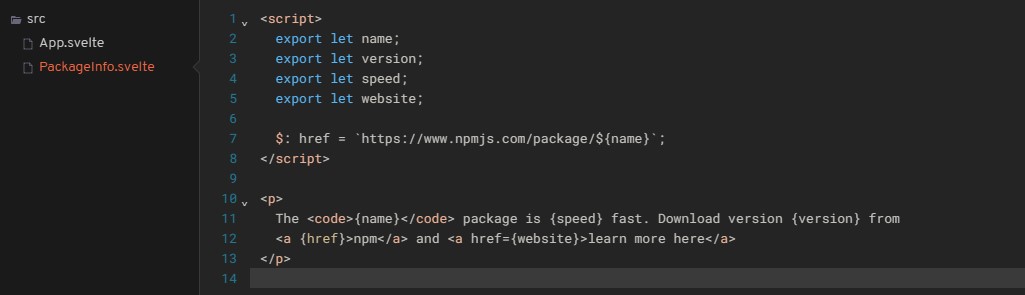 src
App.svelte
PackageInfo.svelte
1 <script>
2 export let name;
3 export let version;
4 export let speed;
5 export let website;
6
7 $: href = `https://www.npmjs.com/package/${name}`;
8 </script>
9
10 <p>
11 The <code>{name}</code> package is {speed} fast. Download version {version} from
12 <a {href}>npm</a> and <a href={website}>learn more here</a>
13 </p>
14